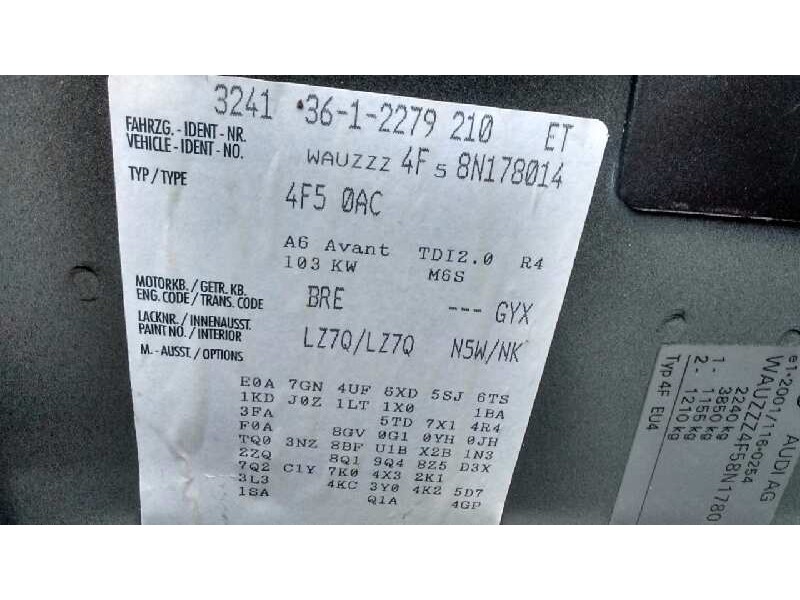 3241 36-1-2279 210 ET
FAHRZG.-IDENT-NR.
VEHICLE-IDENT-NO.
WAUZZZ 4F5 8N178014
TYP/TYPE
4F5 0AC
A6 Avant TDI2.0 R4
103 KW M6S
MOTORKB./GETR.KB.
ENG.CODE/TRANS.CODE
BRE --- GYX
LACKNR./INNENAUSST.
PAINT NO./INTERIOR
LZ7Q/LZ7Q N5W/NK
M.-AUSST./OPTIONS
E0A 7GN 4UF 6XD 5SJ 6TS
1KD J0Z 1LT 1X0 1BA
3FA 5TD 7X1 4R4
F0A 8GV 0G1 0YH 0JH
TQ0 3NZ 8BF U1B X2B 1N3
2ZQ 8Q1 9Q4 8Z5 D3X
7Q2 C1Y 7K0 4X3 2K1
3L3 4KC 3Y0 4K2 5D7
1SA Q1A 4GP
AUDI AG
e1*2001/116*0254
WAUZZZ4F58N1780
2240 kg
3850 kg
1- 1155 kg
2- 1210 kg
Typ 4F EU4